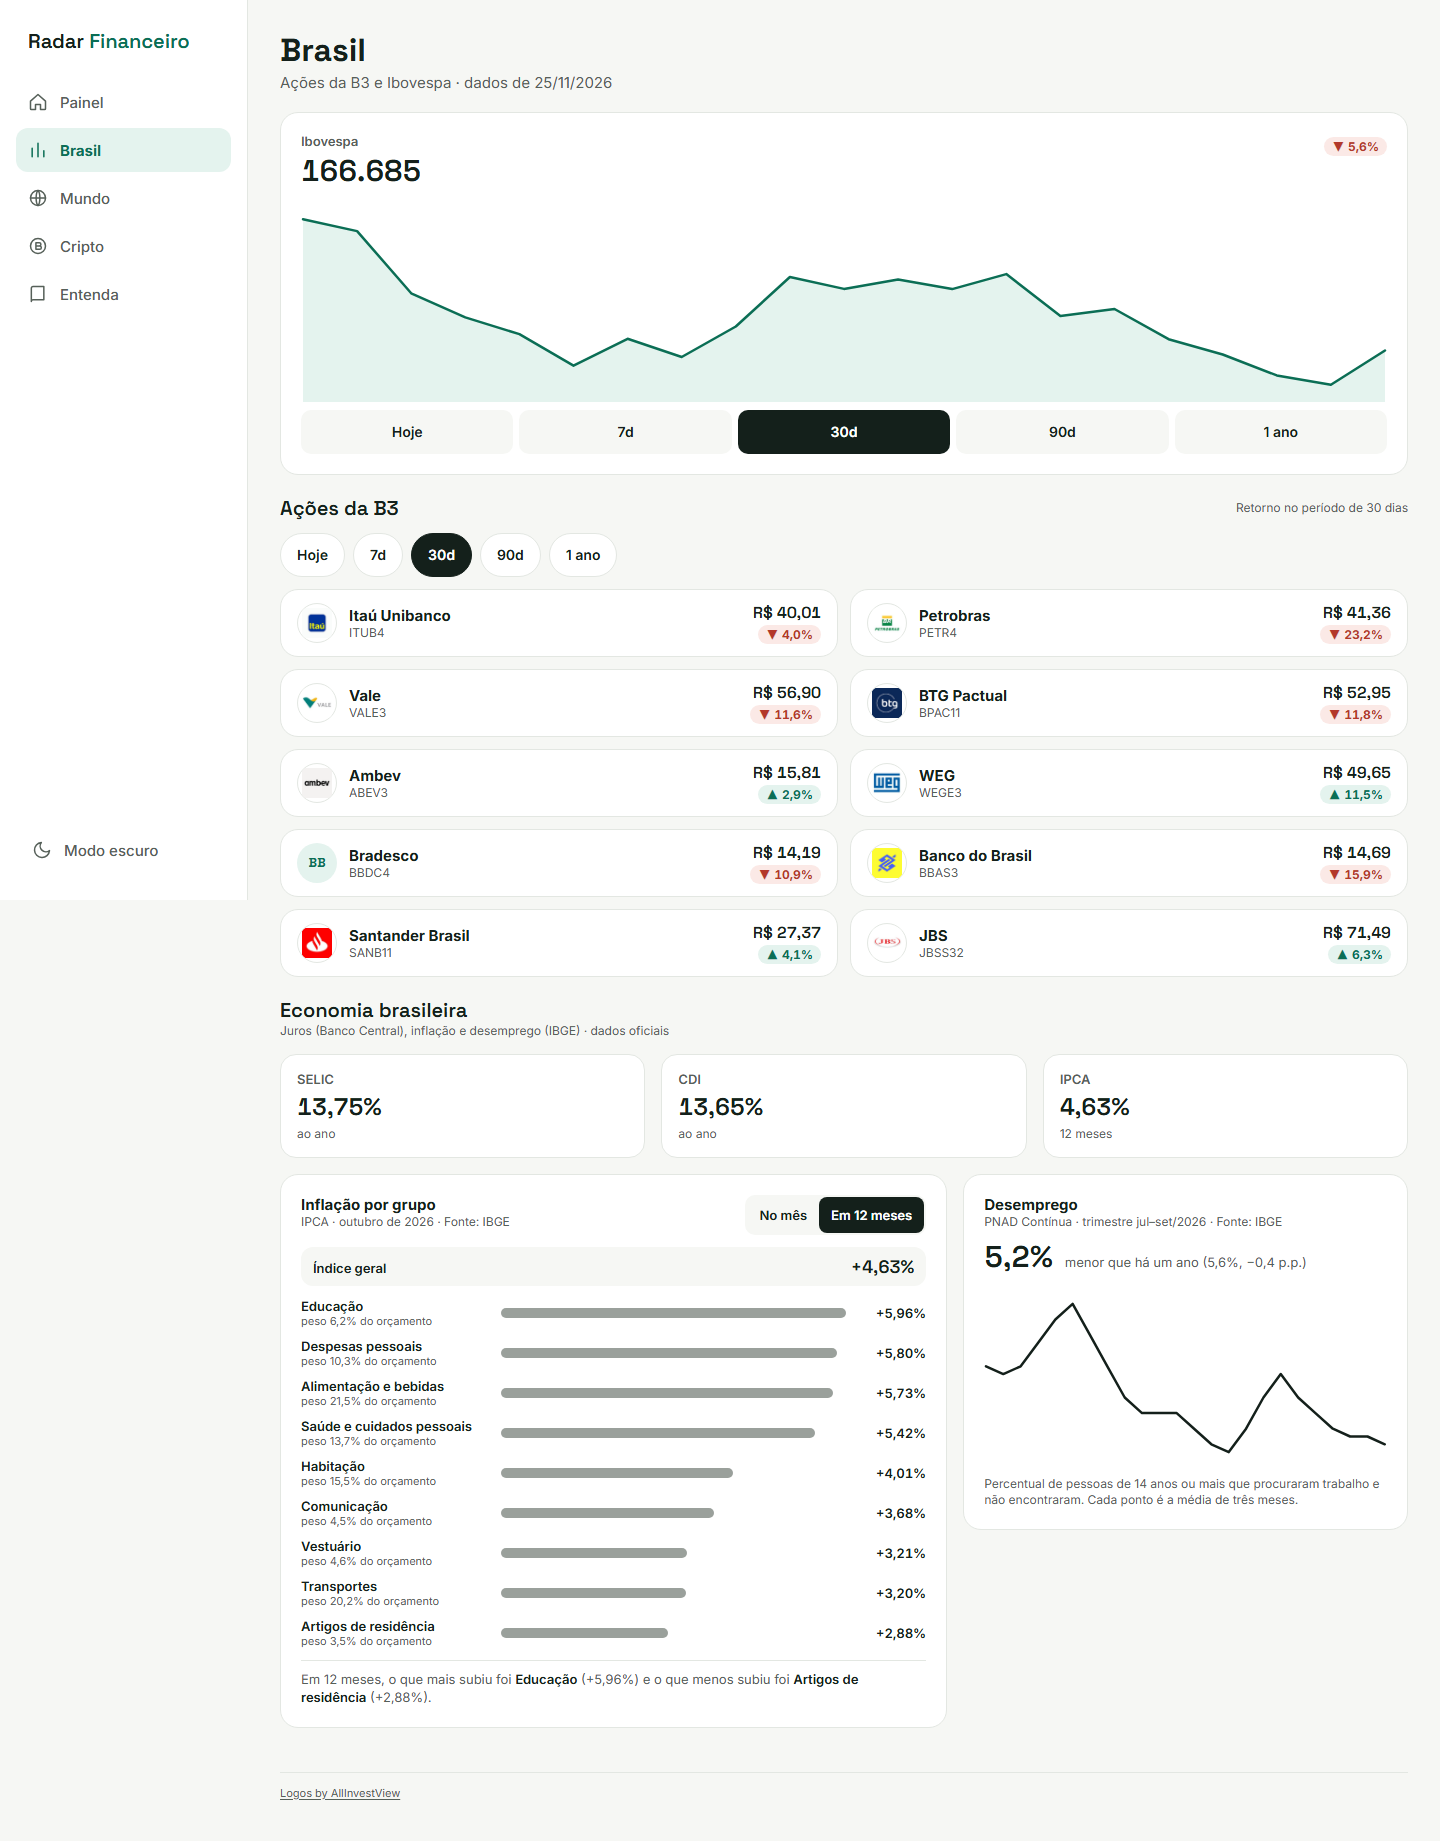 Radar Financeiro
Painel
Brasil
Mundo
Cripto
Entenda
Modo escuro
Brasil
Ações da B3 e Ibovespa · dados de 25/11/2026
Ibovespa
166.685
▼ 5,6%
Hoje
7d
30d
90d
1 ano
Ações da B3
Retorno no período de 30 dias
Hoje
7d
30d
90d
1 ano
Itaú
Itaú Unibanco
ITUB4
R$ 40,01
▼ 4,0%
PETROBRAS
Petrobras
PETR4
R$ 41,36
▼ 23,2%
VALE
Vale
VALE3
R$ 56,90
▼ 11,6%
btg
BTG Pactual
BPAC11
R$ 52,95
▼ 11,8%
ambev
Ambev
ABEV3
R$ 15,81
▲ 2,9%
weg
WEG
WEGE3
R$ 49,65
▲ 11,5%
BB
Bradesco
BBDC4
R$ 14,19
▼ 10,9%
Banco do Brasil
BBAS3
R$ 14,69
▼ 15,9%
Santander Brasil
SANB11
R$ 27,37
▲ 4,1%
JBS
JBS
JBSS32
R$ 71,49
▲ 6,3%
Economia brasileira
Juros (Banco Central), inflação e desemprego (IBGE) · dados oficiais
SELIC
13,75%
ao ano
CDI
13,65%
ao ano
IPCA
4,63%
12 meses
Inflação por grupo
IPCA · outubro de 2026 · Fonte: IBGE
No mês
Em 12 meses
Índice geral
+4,63%
Educação
peso 6,2% do orçamento
+5,96%
Despesas pessoais
peso 10,3% do orçamento
+5,80%
Alimentação e bebidas
peso 21,5% do orçamento
+5,73%
Saúde e cuidados pessoais
peso 13,7% do orçamento
+5,42%
Habitação
peso 15,5% do orçamento
+4,01%
Comunicação
peso 4,5% do orçamento
+3,68%
Vestuário
peso 4,6% do orçamento
+3,21%
Transportes
peso 20,2% do orçamento
+3,20%
Artigos de residência
peso 3,5% do orçamento
+2,88%
Em 12 meses, o que mais subiu foi Educação (+5,96%) e o que menos subiu foi Artigos de
residência (+2,88%).
Desemprego
PNAD Contínua · trimestre jul–set/2026 · Fonte: IBGE
5,2%
menor que há um ano (5,6%, −0,4 p.p.)
Percentual de pessoas de 14 anos ou mais que procuraram trabalho e
não encontraram. Cada ponto é a média de três meses.
Logos by AllInvestView